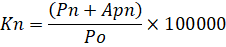 Kn = (Pn + Apn) / Po × 100000